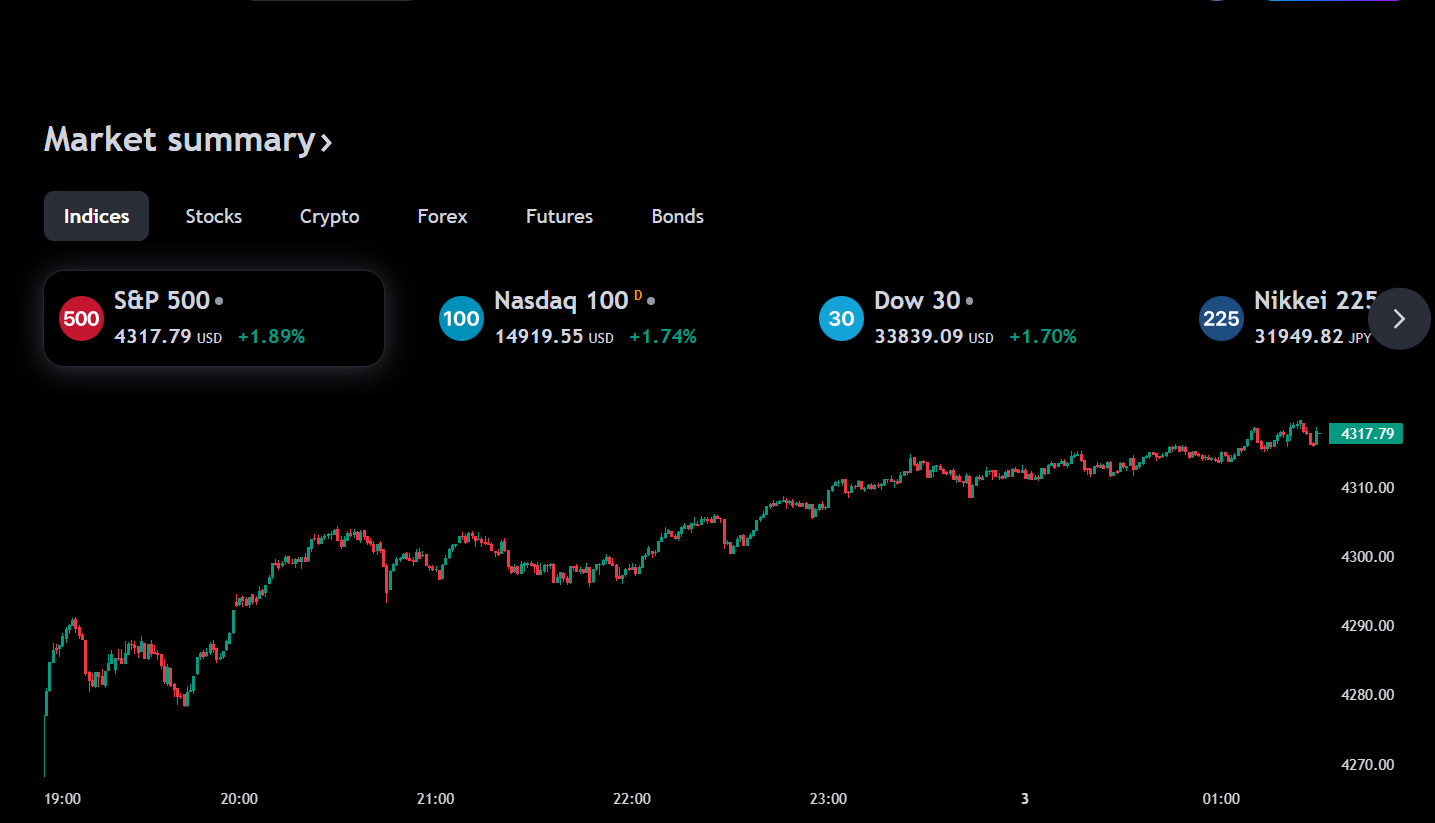 Market summary
Indices Stocks Crypto Forex Futures Bonds
500 S&P 500
4317.79 USD +1.89%
100 Nasdaq 100 D
14919.55 USD +1.74%
30 Dow 30
33839.09 USD +1.70%
225 Nikkei 225
31949.82 JPY
4317.79
4310.00
4300.00
4290.00
4280.00
4270.00
19:00 20:00 21:00 22:00 23:00 3 01:00